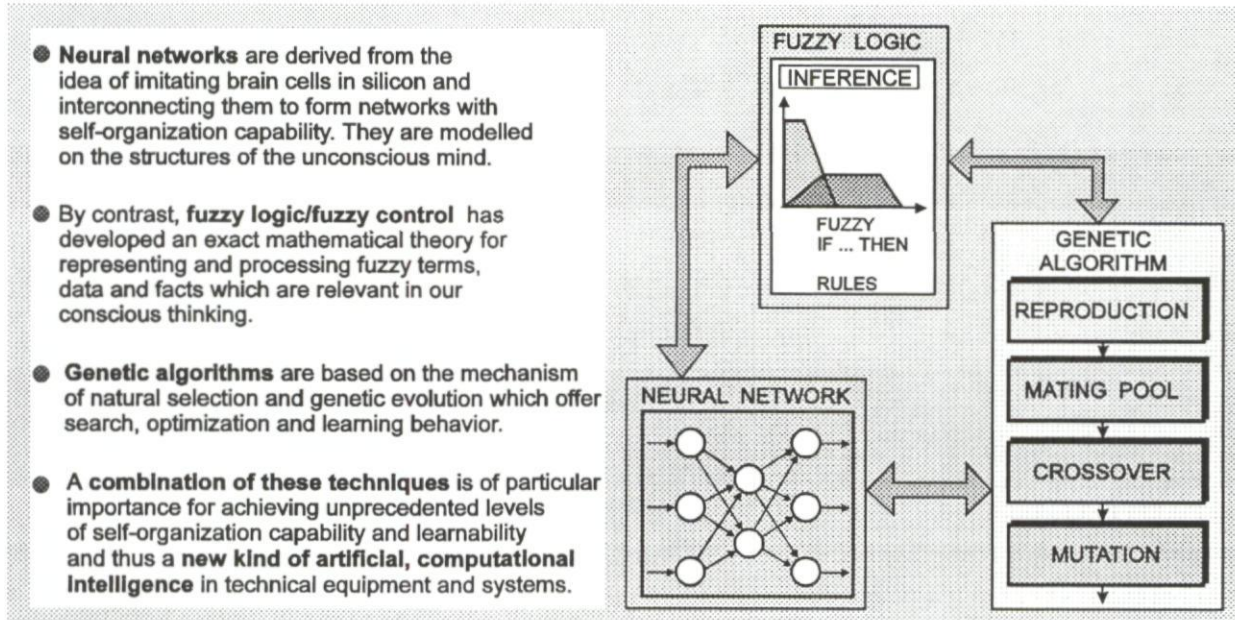 Neural networks are derived from the
idea of imitating brain cells in silicon and
interconnecting them to form networks with
self-organization capability. They are modelled
on the structures of the unconscious mind.
By contrast, fuzzy logic/fuzzy control has
developed an exact mathematical theory for
representing and processing fuzzy terms,
data and facts which are relevant in our
conscious thinking.
Genetic algorithms are based on the mechanism
of natural selection and genetic evolution which offer
search, optimization and learning behavior.
A combination of these techniques is of particular
importance for achieving unprecedented levels
of self-organization capability and learnability
and thus a new kind of artificial, computational
intelligence in technical equipment and systems.
FUZZY LOGIC
INFERENCE
FUZZY
IF ... THEN
RULES
NEURAL NETWORK
GENETIC
ALGORITHM
REPRODUCTION
MATING POOL
CROSSOVER
MUTATION